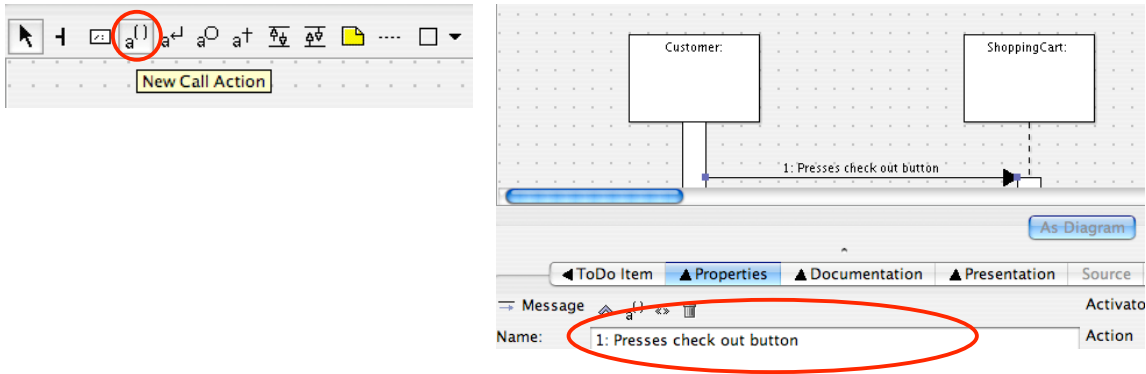 New Call Action
Customer:
ShoppingCart:
1: Presses check out button
As Diagram
ToDo Item
Properties
Documentation
Presentation
Source
Message
Activato
Name:
1: Presses check out button
Action